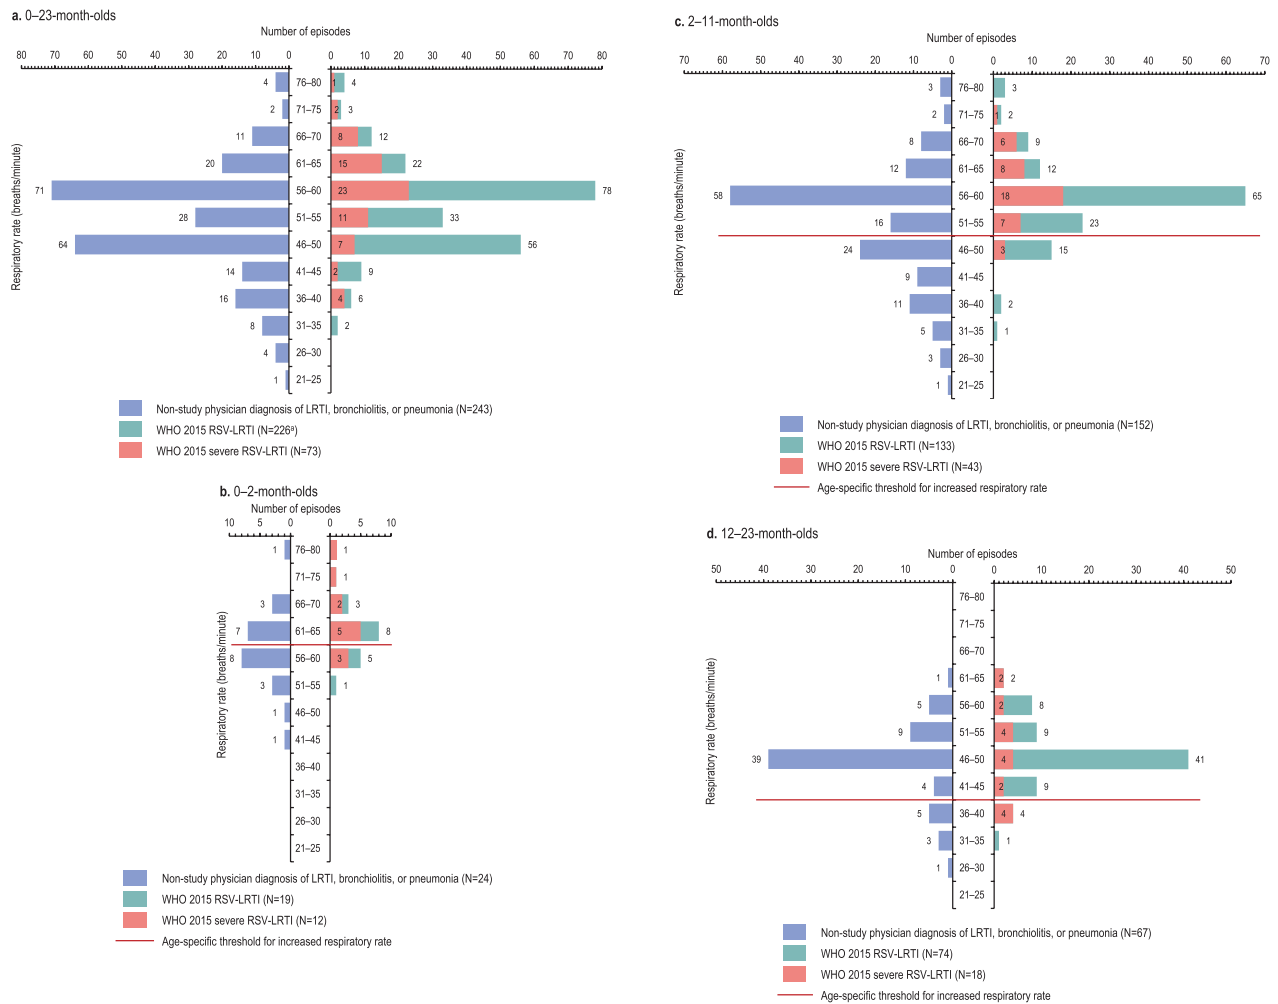 a. 0–23-month-olds
Number of episodes
80 70 60 50 40 30 20 10 0 0 10 20 30 40 50 60 70 80
Respiratory rate (breaths/minute)
4 76–80 1 4
2 71–75 2 3
11 66–70 8 12
20 61–65 15 22
71 56–60 23 78
28 51–55 11 33
64 46–50 7 56
14 41–45 2 9
16 36–40 4 6
8 31–35 2
4 26–30
1 21–25
Non-study physician diagnosis of LRTI, bronchiolitis, or pneumonia (N=243)
WHO 2015 RSV-LRTI (N=226ª)
WHO 2015 severe RSV-LRTI (N=73)
b. 0–2-month-olds
Number of episodes
10 5 0 0 5 10
Respiratory rate (breaths/minute)
1 76–80 1
71–75 1
3 66–70 2 3
7 61–65 5 8
8 56–60 3 5
3 51–55 1
1 46–50
1 41–45
36–40
31–35
26–30
21–25
Non-study physician diagnosis of LRTI, bronchiolitis, or pneumonia (N=24)
WHO 2015 RSV-LRTI (N=19)
WHO 2015 severe RSV-LRTI (N=12)
Age-specific threshold for increased respiratory rate
c. 2–11-month-olds
Number of episodes
70 60 50 40 30 20 10 0 0 10 20 30 40 50 60 70
Respiratory rate (breaths/minute)
3 76–80 3
2 71–75 1 2
8 66–70 6 9
12 61–65 8 12
58 56–60 18 65
16 51–55 7 23
24 46–50 3 15
9 41–45
11 36–40 2
5 31–35 1
3 26–30
1 21–25
Non-study physician diagnosis of LRTI, bronchiolitis, or pneumonia (N=152)
WHO 2015 RSV-LRTI (N=133)
WHO 2015 severe RSV-LRTI (N=43)
Age-specific threshold for increased respiratory rate
d. 12–23-month-olds
Number of episodes
50 40 30 20 10 0 0 10 20 30 40 50
Respiratory rate (breaths/minute)
76–80
71–75
66–70
1 61–65 2 2
5 56–60 2 8
9 51–55 4 9
39 46–50 4 41
4 41–45 2 9
5 36–40 4 4
3 31–35 1
1 26–30
21–25
Non-study physician diagnosis of LRTI, bronchiolitis, or pneumonia (N=67)
WHO 2015 RSV-LRTI (N=74)
WHO 2015 severe RSV-LRTI (N=18)
Age-specific threshold for increased respiratory rate